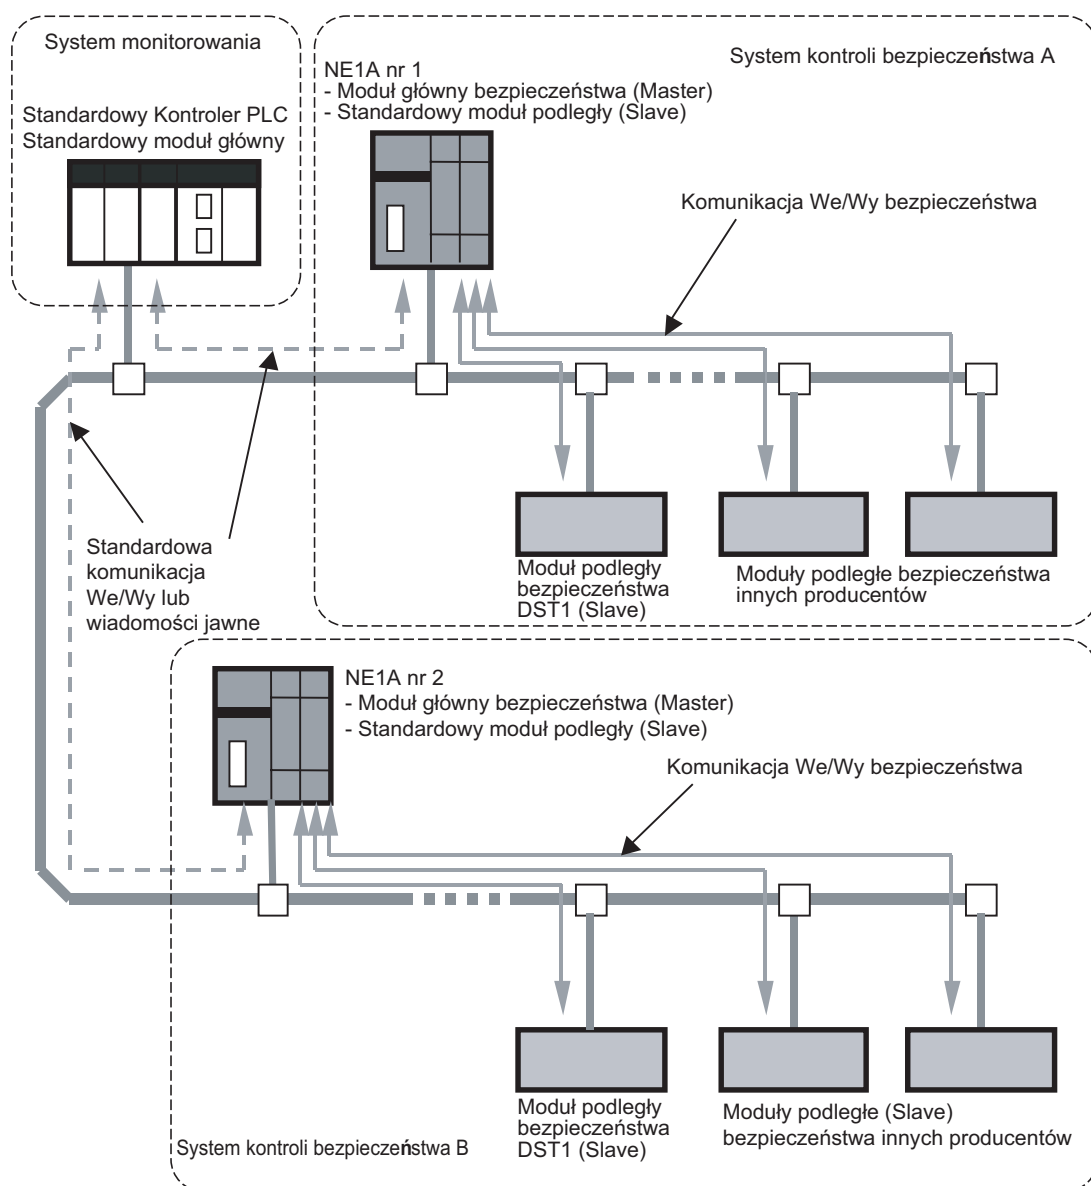 System monitorowania
Standardowy Kontroler PLC
Standardowy moduł główny
System kontroli bezpieczeństwa A
NE1A nr 1
- Moduł główny bezpieczeństwa (Master)
- Standardowy moduł podległy (Slave)
Komunikacja We/Wy bezpieczeństwa
Standardowa
komunikacja
We/Wy lub
wiadomości jawne
Moduł podległy
bezpieczeństwa
DST1 (Slave)
Moduły podległe bezpieczeństwa
innych producentów
NE1A nr 2
- Moduł główny bezpieczeństwa (Master)
- Standardowy moduł podległy (Slave)
Komunikacja We/Wy bezpieczeństwa
System kontroli bezpieczeństwa B
Moduł podległy
bezpieczeństwa
DST1 (Slave)
Moduły podległe (Slave)
bezpieczeństwa innych producentów